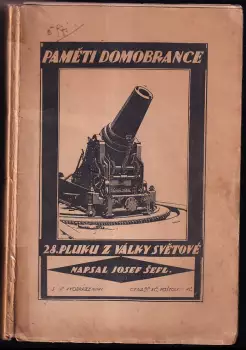 PAMĚTI DOMOBRANCE
28. PLUKU Z VÁLKY SVĚTOVÉ
NAPSAL JOSEF ŠEFL.